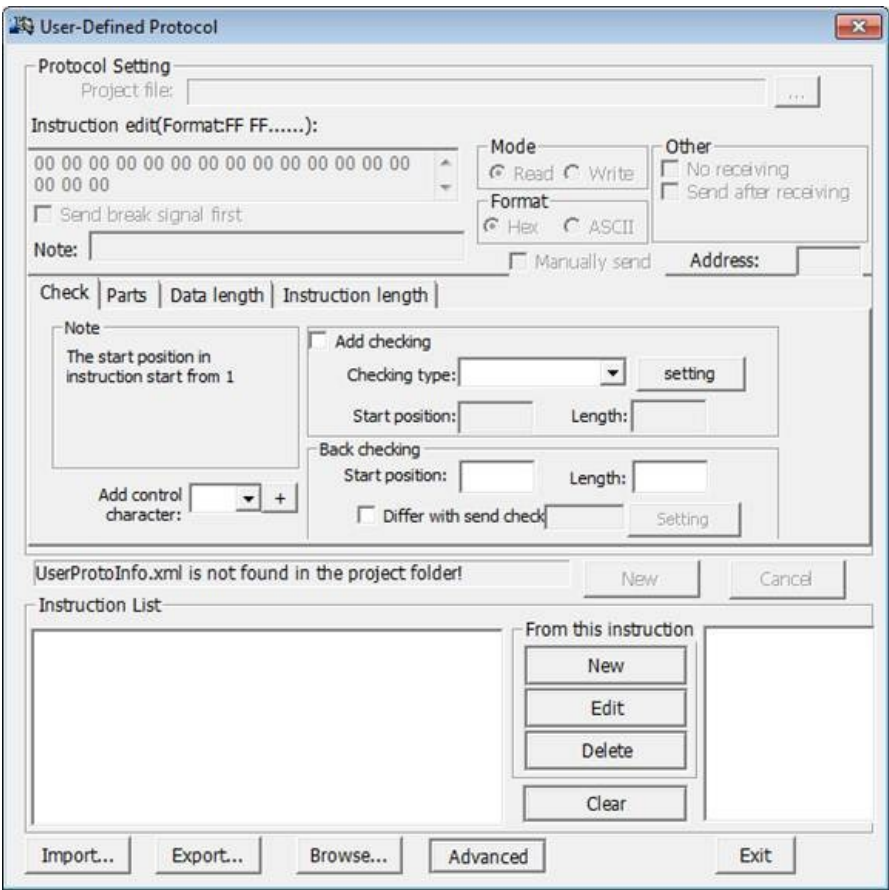 User-Defined Protocol
Protocol Setting
Project file:
...
Instruction edit(Format:FF FF......):
00 00 00 00 00 00 00 00 00 00 00 00 00
00 00 00
Mode
Read Write
Other
No receiving
Send after receiving
Send break signal first
Format
Hex ASCII
Note:
Manually send
Address:
Check Parts Data length Instruction length
Note
The start position in
instruction start from 1
Add checking
Checking type:
setting
Start position:
Length:
Back checking
Start position:
Length:
Add control
character:
+
Differ with send check
Setting
UserProtoInfo.xml is not found in the project folder!
New
Cancel
Instruction List
From this instruction
New
Edit
Delete
Clear
Import...
Export...
Browse...
Advanced
Exit